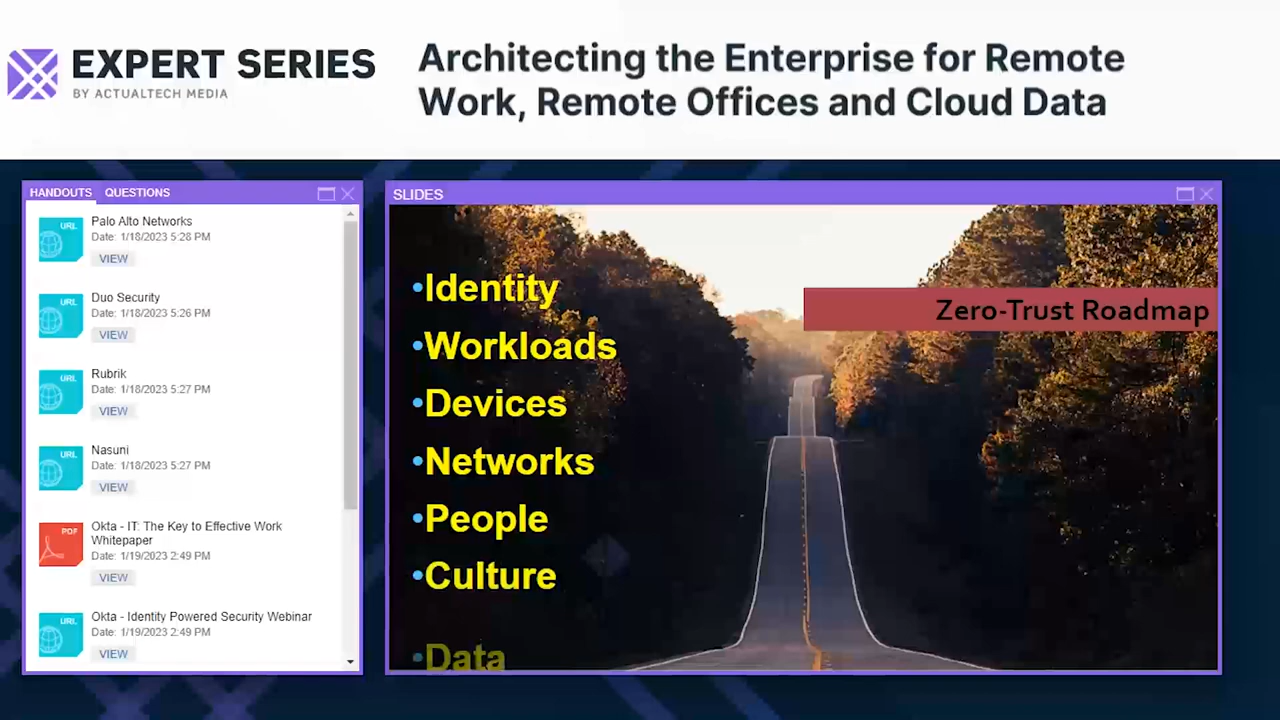 EXPERT SERIES
BY ACTUALTECH MEDIA
Architecting the Enterprise for Remote
Work, Remote Offices and Cloud Data
HANDOUTS QUESTIONS
URL
Palo Alto Networks
Date: 1/18/2023 5:28 PM
VIEW
URL
Duo Security
Date: 1/18/2023 5:26 PM
VIEW
URL
Rubrik
Date: 1/18/2023 5:27 PM
VIEW
URL
Nasuni
Date: 1/18/2023 5:27 PM
VIEW
PDF
Okta - IT: The Key to Effective Work
Whitepaper
Date: 1/19/2023 2:49 PM
VIEW
URL
Okta - Identity Powered Security Webinar
Date: 1/19/2023 2:49 PM
VIEW
SLIDES
Zero-Trust Roadmap
•Identity
•Workloads
•Devices
•Networks
•People
•Culture
•Data